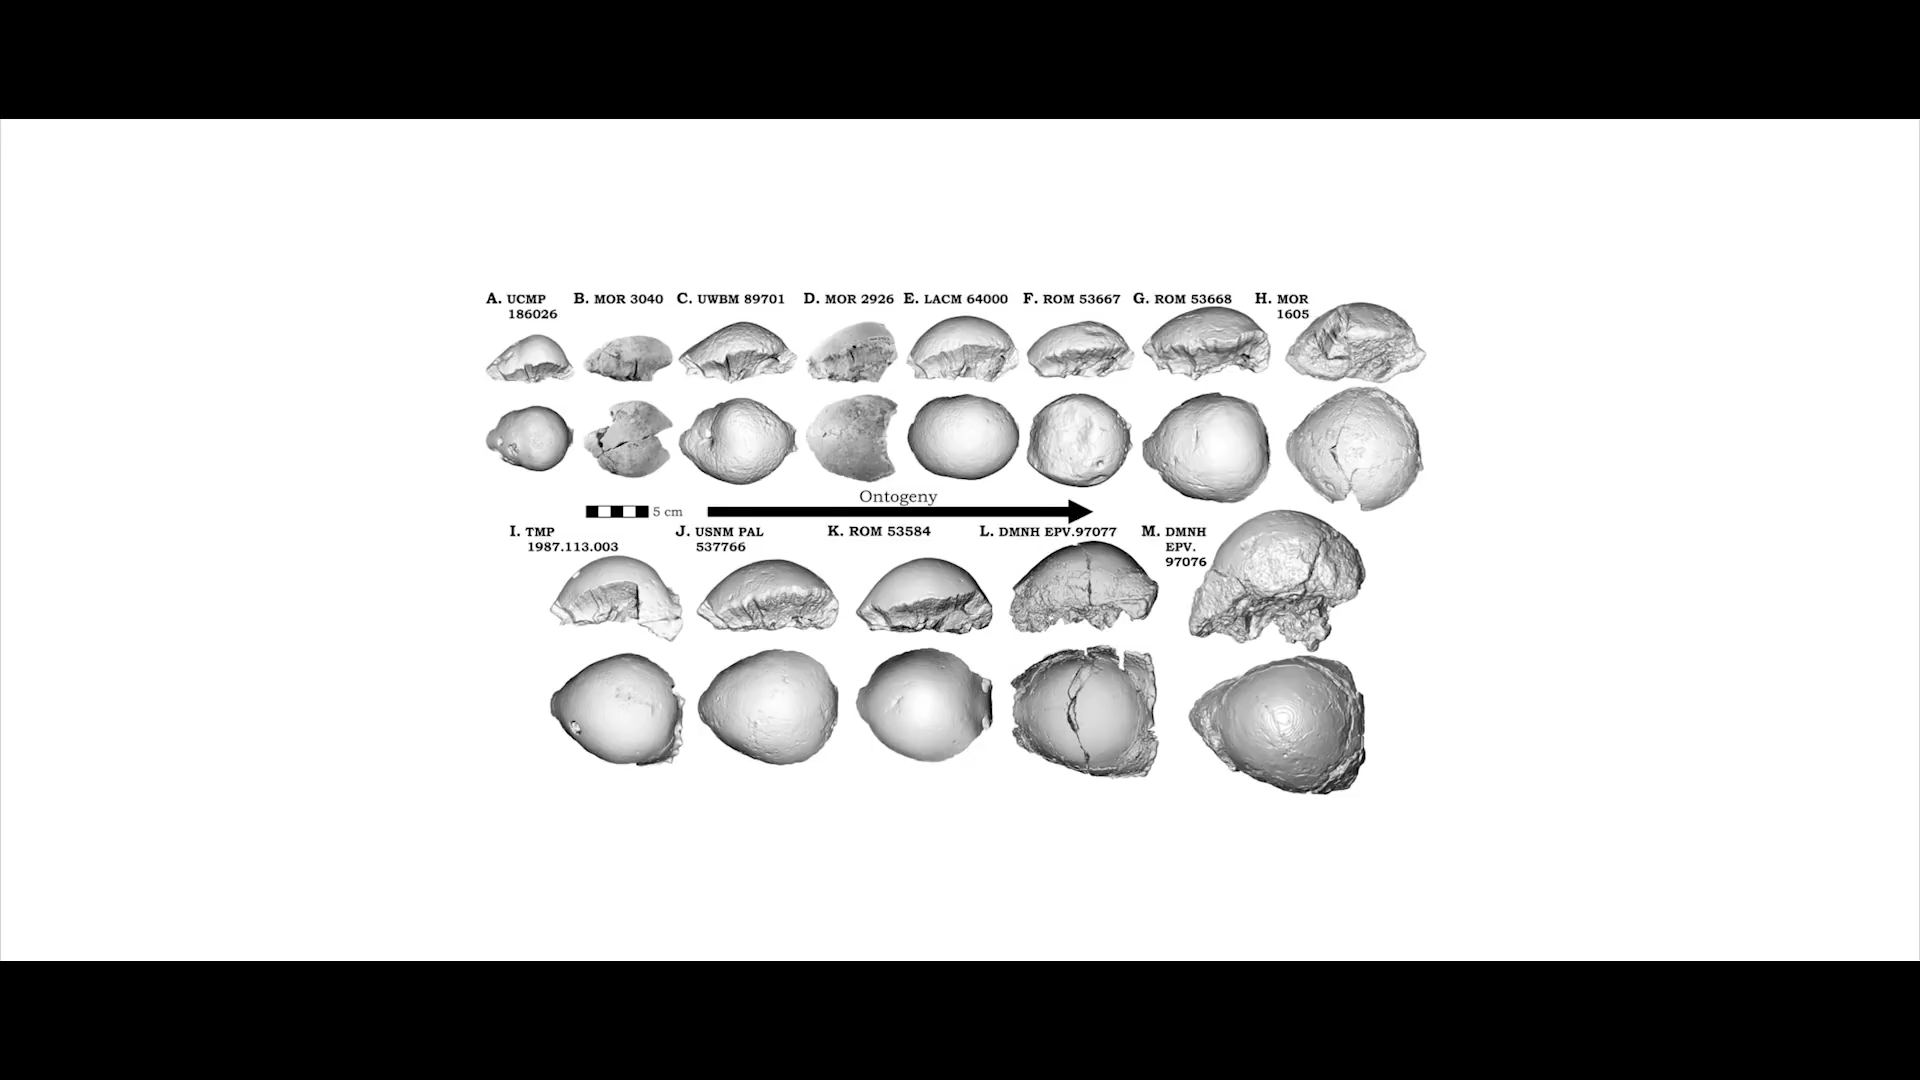 A. UCMP
186026
B. MOR 3040
C. UWBM 89701
D. MOR 2926
E. LACM 64000
F. ROM 53667
G. ROM 53668
H. MOR
1605
Ontogeny
5 cm
I. TMP
1987.113.003
J. USNM PAL
537766
K. ROM 53584
L. DMNH EPV.97077
M. DMNH
EPV.
97076